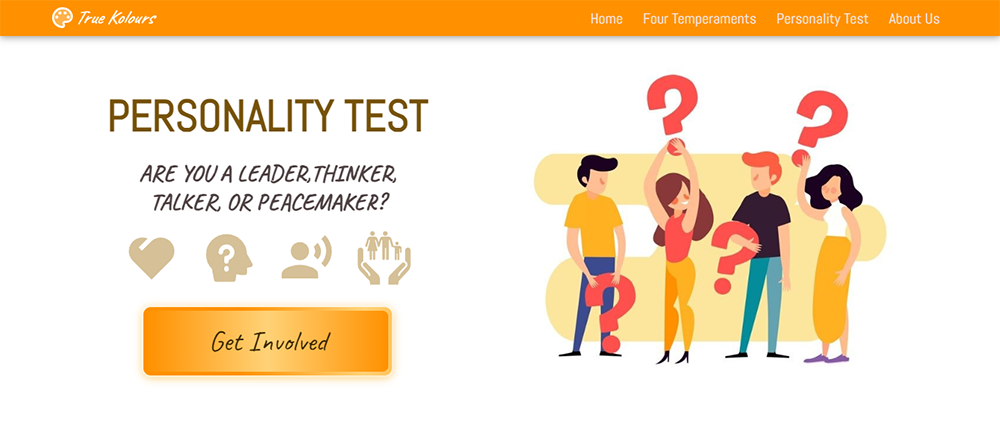 True Kolours
Home
Four Temperaments
Personality Test
About Us
PERSONALITY TEST
ARE YOU A LEADER,THINKER,
TALKER, OR PEACEMAKER?
Get Involved